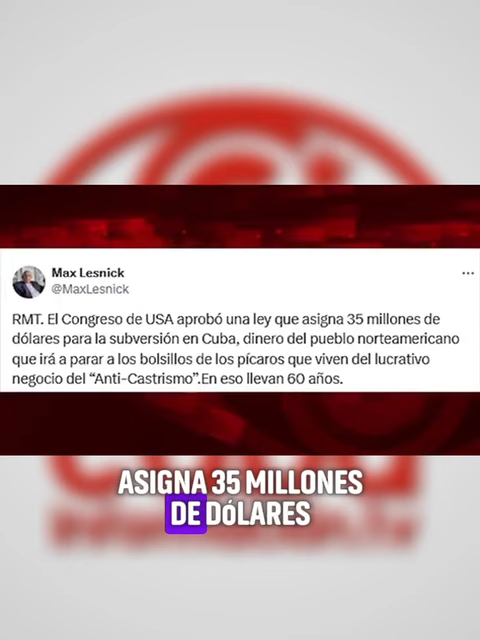 Max Lesnick
@MaxLesnick
RMT. El Congreso de USA aprobó una ley que asigna 35 millones de
dólares para la subversión en Cuba, dinero del pueblo norteamericano
que irá a parar a los bolsillos de los pícaros que viven del lucrativo
negocio del “Anti-Castrismo”.En eso llevan 60 años.
ASIGNA 35 MILLONES
DE DÓLARES